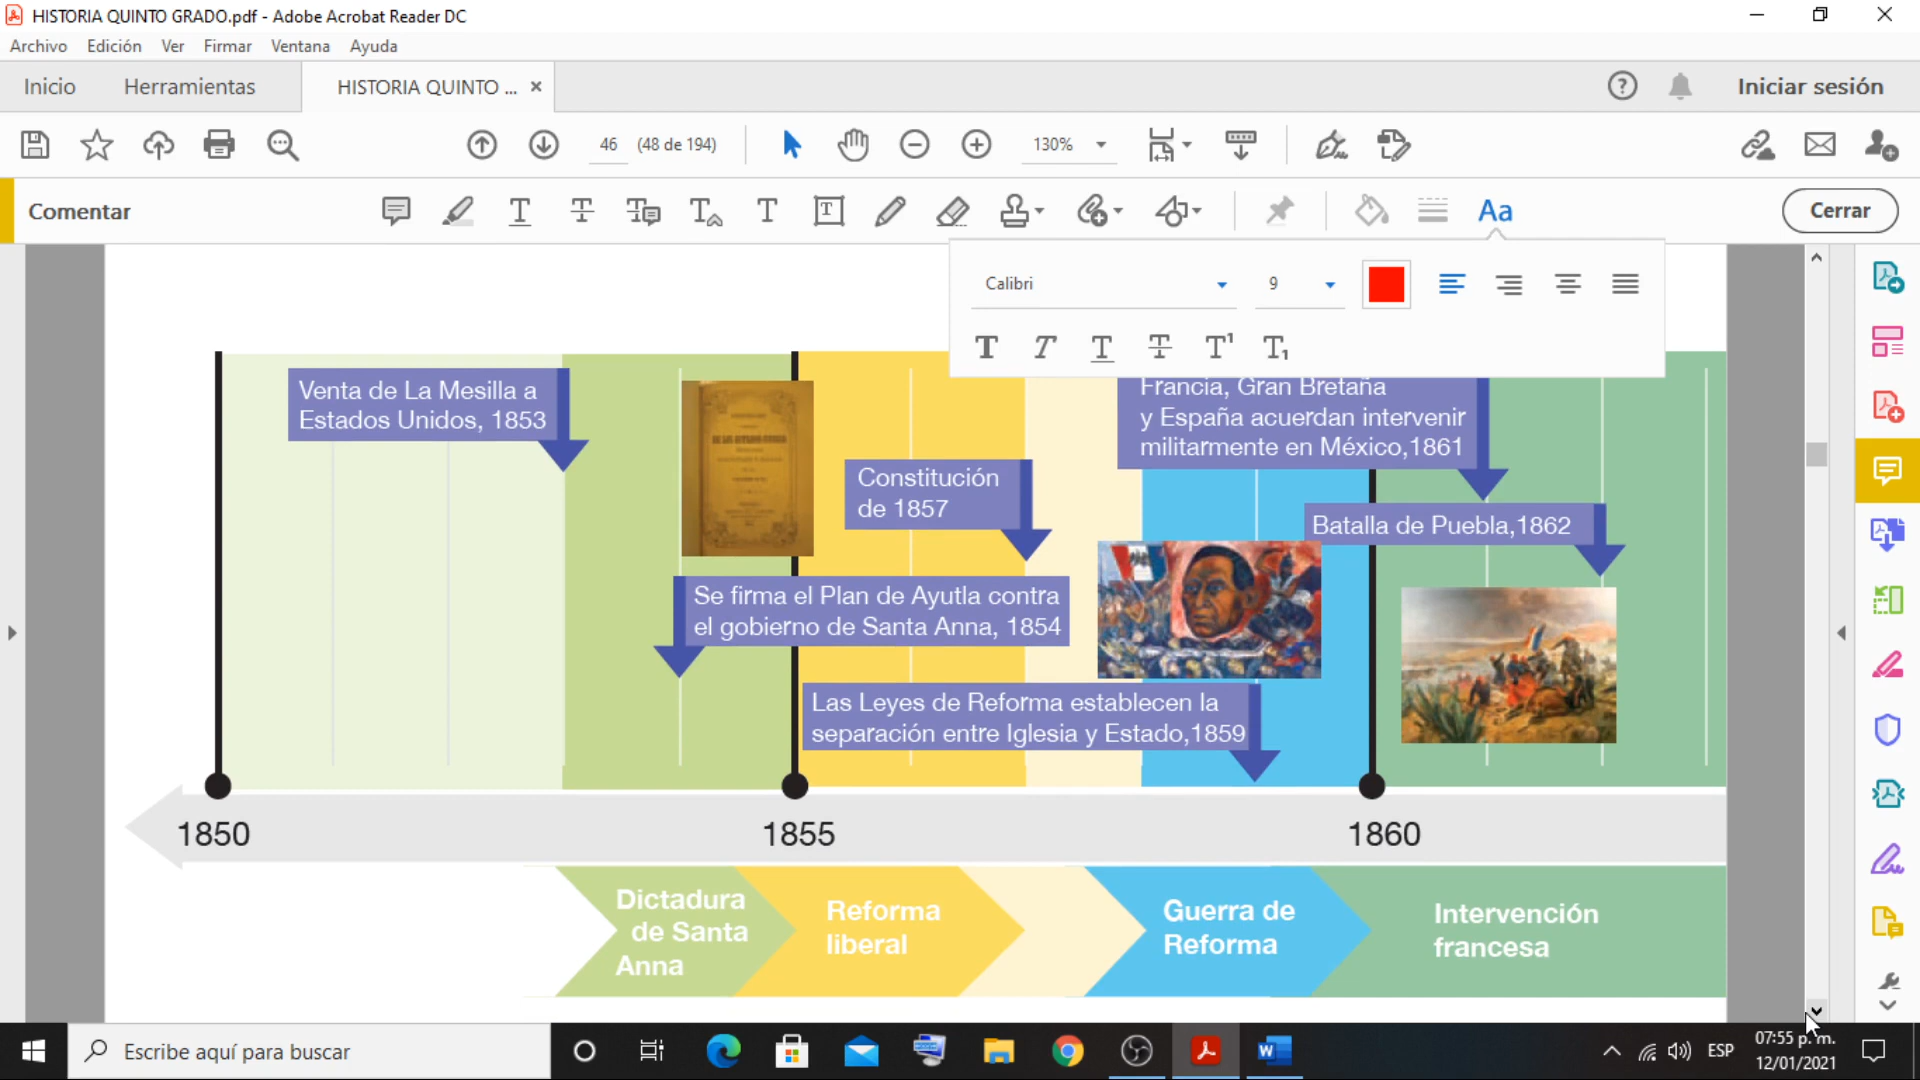 HISTORIA QUINTO GRADO.pdf - Adobe Acrobat Reader DC
Archivo Edición Ver Firmar Ventana Ayuda
Inicio Herramientas HISTORIA QUINTO ... × Iniciar sesión
46 (48 de 194) 130%
Comentar Aa Cerrar
Calibri 9
Venta de La Mesilla a
Estados Unidos, 1853
Francia, Gran Bretaña
y España acuerdan intervenir
militarmente en México,1861
Constitución
de 1857
Batalla de Puebla,1862
Se firma el Plan de Ayutla contra
el gobierno de Santa Anna, 1854
Las Leyes de Reforma establecen la
separación entre Iglesia y Estado,1859
1850 1855 1860
Dictadura
de Santa
Anna
Reforma
liberal
Guerra de
Reforma
Intervención
francesa
Escribe aquí para buscar
ESP
07:55 p. m.
12/01/2021